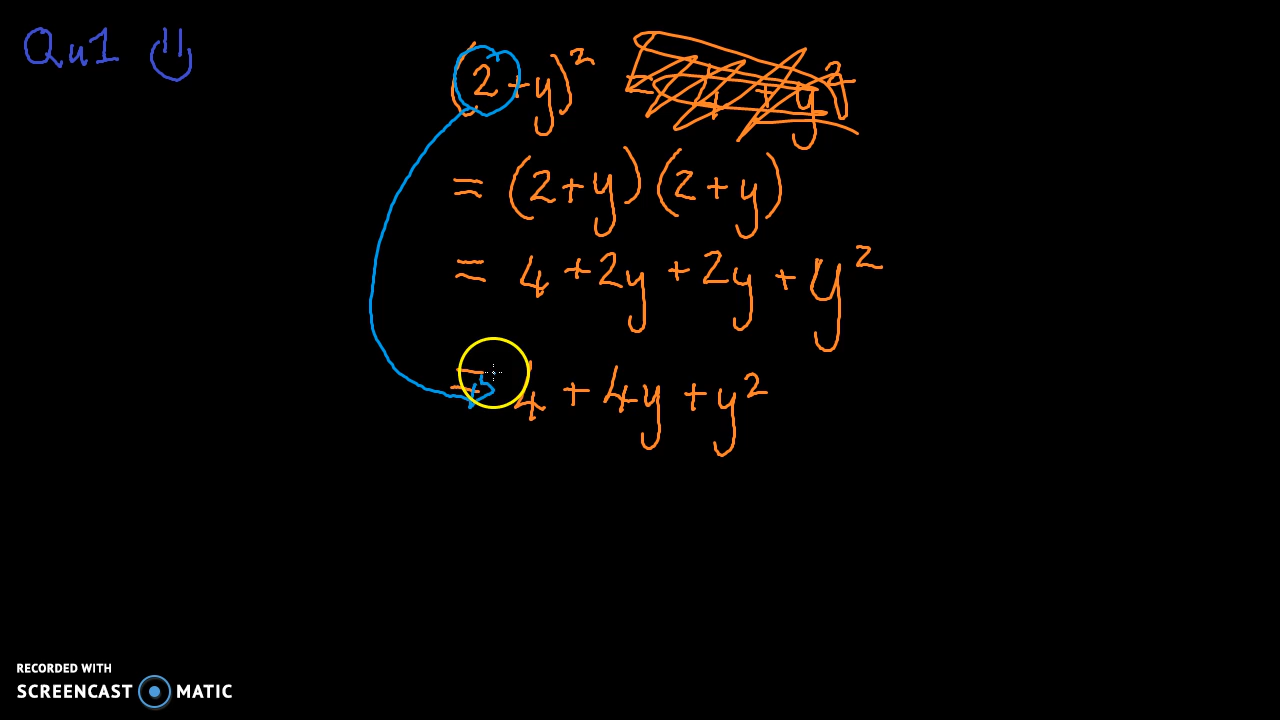 Qu1
(2+y)²
= (2+y)(2+y)
= 4 + 2y + 2y + y²
= 4 + 4y + y²
RECORDED WITH
SCREENCAST MATIC